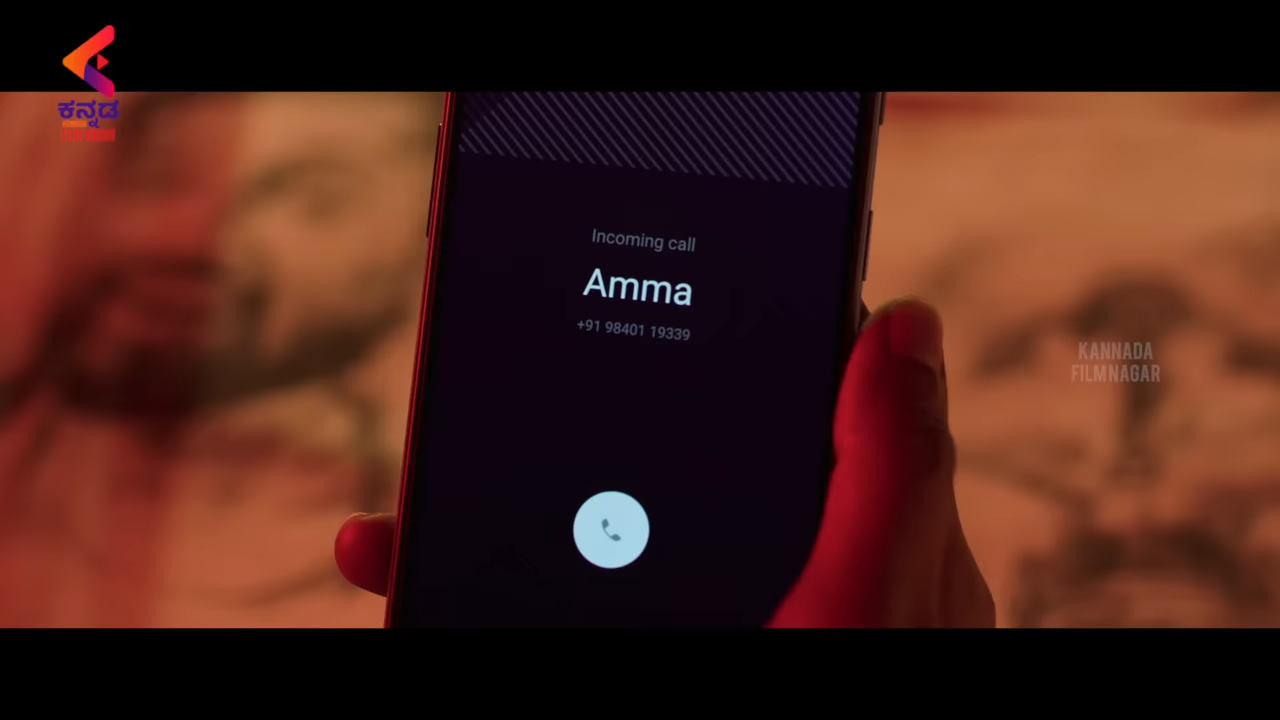 ಕನ್ನಡ
Incoming call
Amma
+91 98401 19339
KANNADA
FILMNAGAR